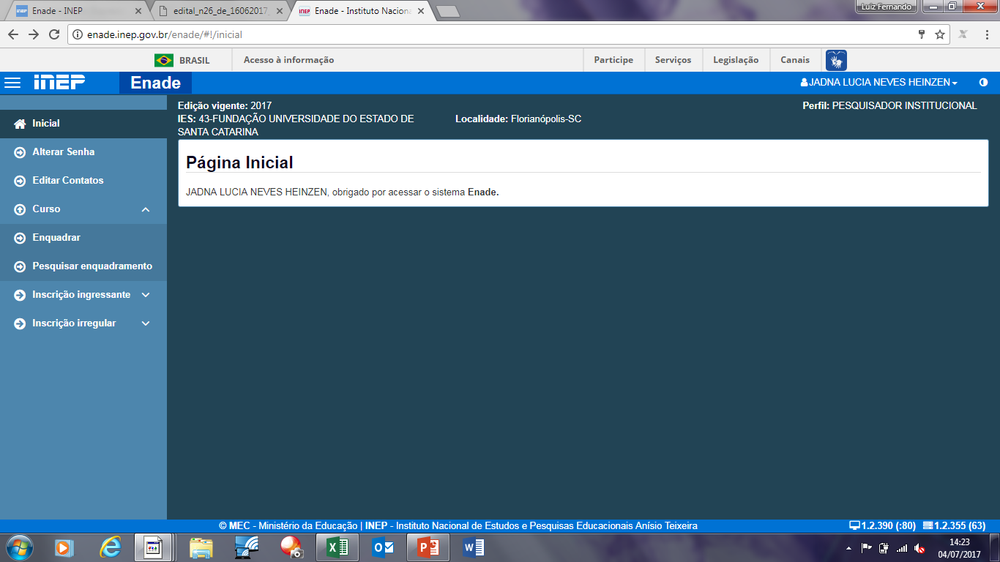 Enade - INEP
edital_n26_de_16062017
Enade - Instituto Naciona
Luiz Fernando
enade.inep.gov.br/enade/#!/inicial
BRASIL
Acesso à informação
Participe
Serviços
Legislação
Canais
INEP
Enade
JADNA LUCIA NEVES HEINZEN
Edição vigente: 2017
Perfil: PESQUISADOR INSTITUCIONAL
IES: 43-FUNDAÇÃO UNIVERSIDADE DO ESTADO DE
SANTA CATARINA
Localidade: Florianópolis-SC
Inicial
Alterar Senha
Editar Contatos
Curso
Enquadrar
Pesquisar enquadramento
Inscrição ingressante
Inscrição irregular
Página Inicial
JADNA LUCIA NEVES HEINZEN, obrigado por acessar o sistema Enade.
© MEC - Ministério da Educação | INEP - Instituto Nacional de Estudos e Pesquisas Educacionais Anísio Teixeira
1.2.390 (:80)
1.2.355 (63)
14:23
04/07/2017